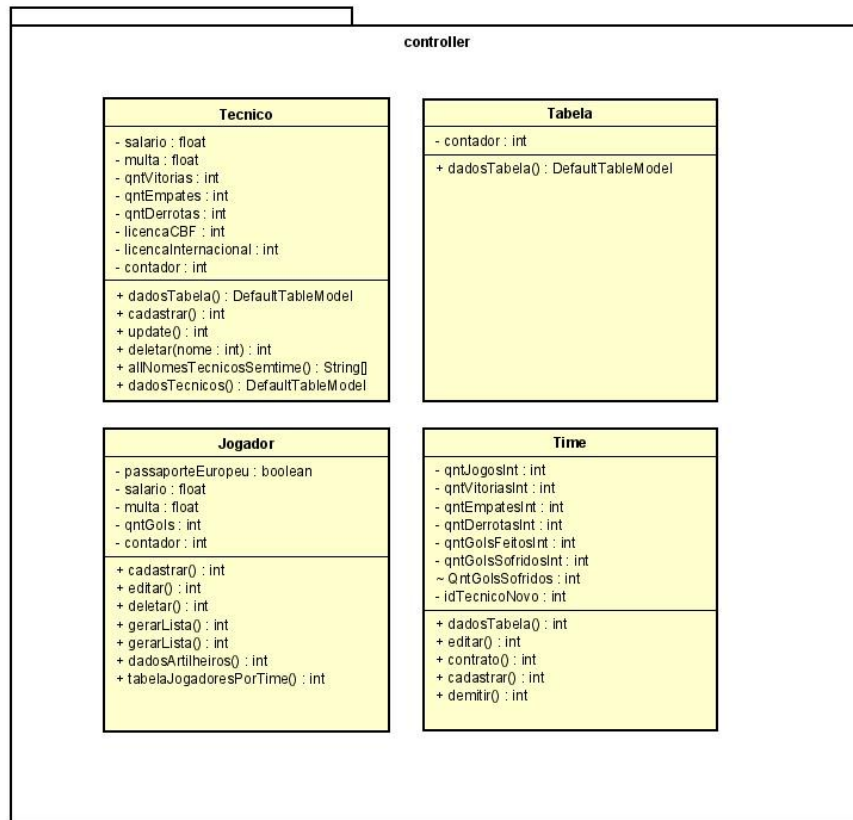 controller
Tecnico
- salario : float
- multa : float
- qntVitorias : int
- qntEmpates : int
- qntDerrotas : int
- licencaCBF : int
- licencaInternacional : int
- contador : int
+ dadosTabela() : DefaultTableModel
+ cadastrar() : int
+ update() : int
+ deletar(nome : int) : int
+ allNomesTecnicosSemtime() : String[]
+ dadosTecnicos() : DefaultTableModel
Tabela
- contador : int
+ dadosTabela() : DefaultTableModel
Jogador
- passaporteEuropeu : boolean
- salario : float
- multa : float
- qntGols : int
- contador : int
+ cadastrar() : int
+ editar() : int
+ deletar() : int
+ gerarLista() : int
+ gerarLista() : int
+ dadosArtilheiros() : int
+ tabelaJogadoresPorTime() : int
Time
- qntJogosInt : int
- qntVitoriasInt : int
- qntEmpatesInt : int
- qntDerrotasInt : int
- qntGolsFeitosInt : int
- qntGolsSofridosInt : int
~ QntGolsSofridos : int
- idTecnicoNovo : int
+ dadosTabela() : int
+ editar() : int
+ contrato() : int
+ cadastrar() : int
+ demitir() : int